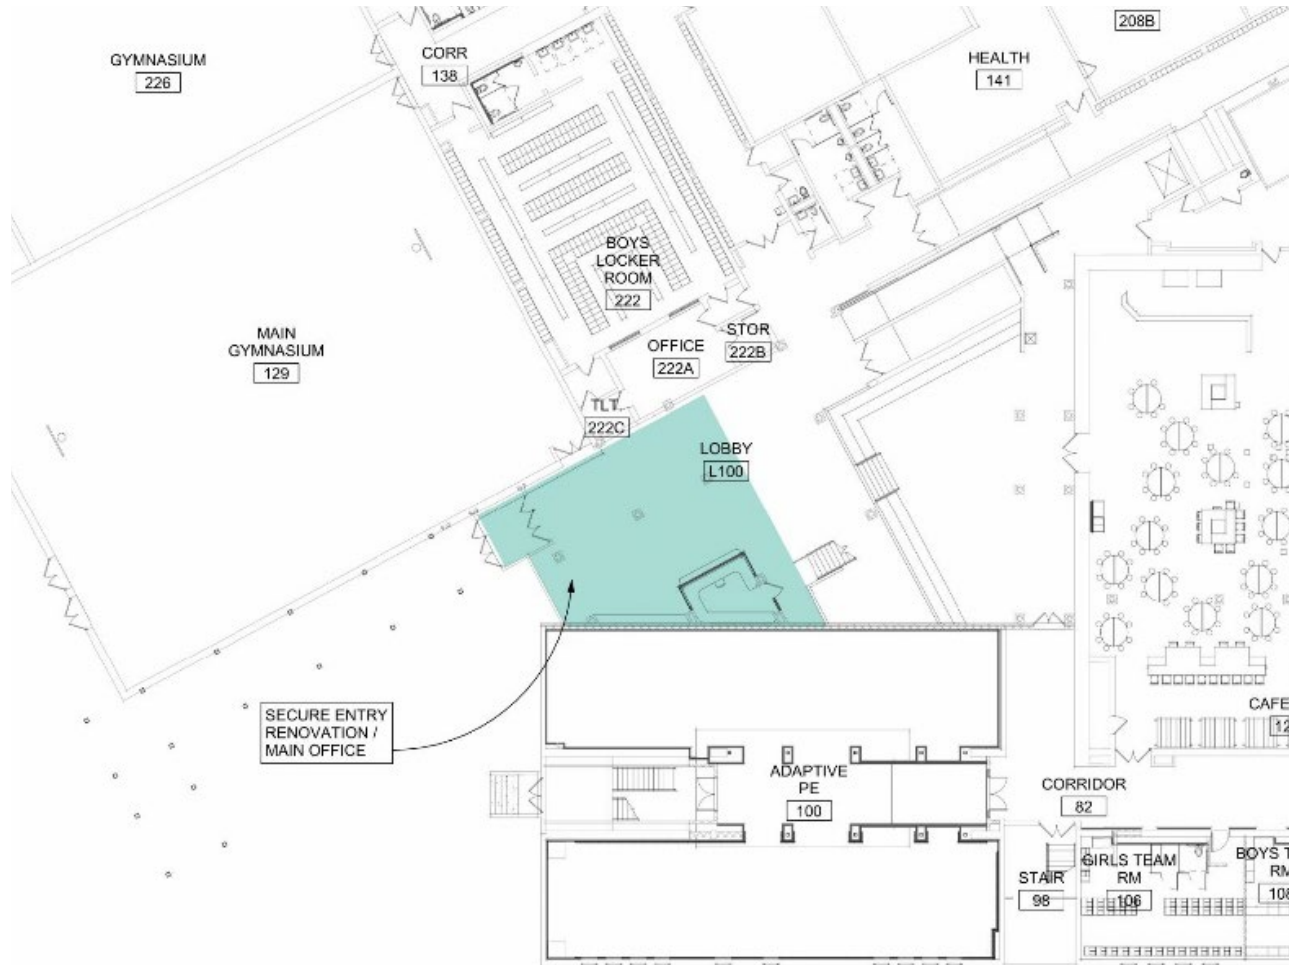 208B
GYMNASIUM
226
CORR
138
HEALTH
141
BOYS
LOCKER
ROOM
222
MAIN
GYMNASIUM
129
OFFICE
222A
STOR
222B
TLT
222C
LOBBY
L100
SECURE ENTRY
RENOVATION /
MAIN OFFICE
CAFE
12
ADAPTIVE
PE
100
CORRIDOR
82
STAIR
98
GIRLS TEAM
RM
106
BOYS T
RM
108